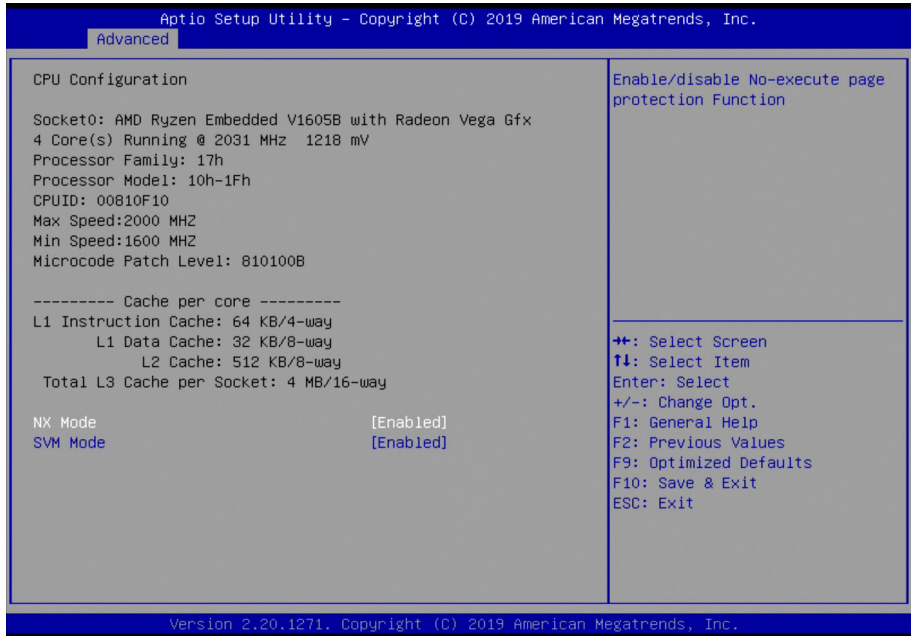 Aptio Setup Utility – Copyright (C) 2019 American Megatrends, Inc.
Advanced
CPU Configuration
Socket0: AMD Ryzen Embedded V1605B with Radeon Vega Gfx
4 Core(s) Running @ 2031 MHz  1218 mV
Processor Family: 17h
Processor Model: 10h-1Fh
CPUID: 00810F10
Max Speed:2000 MHZ
Min Speed:1600 MHZ
Microcode Patch Level: 810100B
--------- Cache per core ---------
L1 Instruction Cache: 64 KB/4-way
L1 Data Cache: 32 KB/8-way
L2 Cache: 512 KB/8-way
Total L3 Cache per Socket: 4 MB/16-way
NX Mode [Enabled]
SVM Mode [Enabled]
Enable/disable No-execute page
protection Function
→←: Select Screen
↑↓: Select Item
Enter: Select
+/-: Change Opt.
F1: General Help
F2: Previous Values
F9: Optimized Defaults
F10: Save & Exit
ESC: Exit
Version 2.20.1271. Copyright (C) 2019 American Megatrends, Inc.